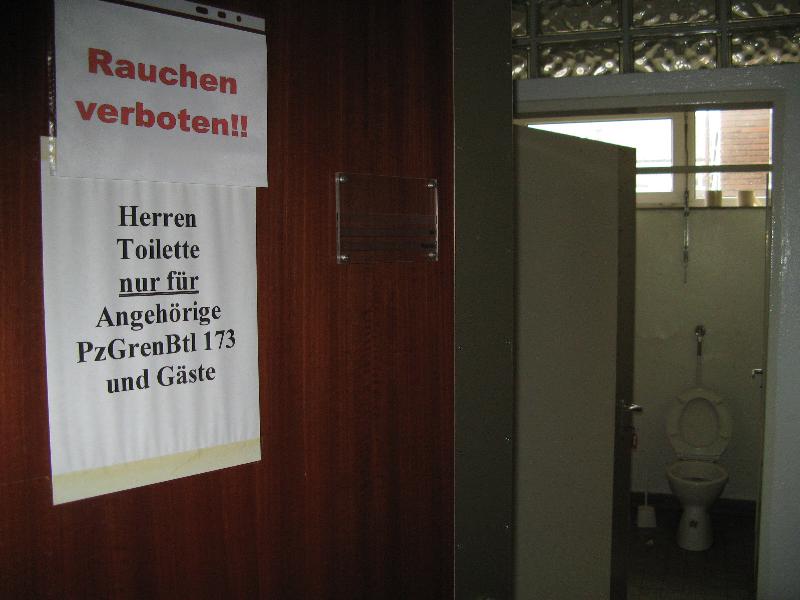 Rauchen
verboten!!
Herren
Toilette
nur für
Angehörige
PzGrenBtl 173
und Gäste